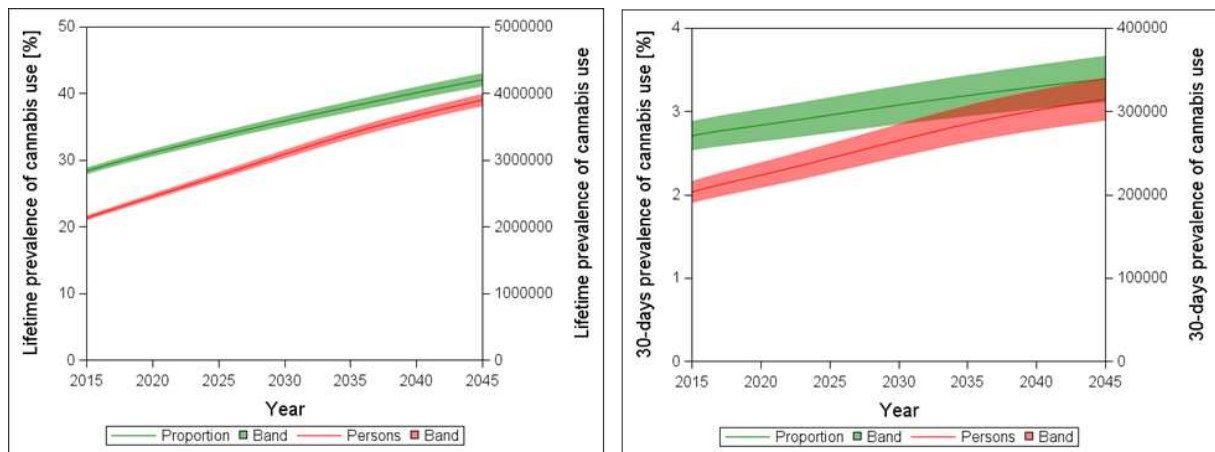 Lifetime prevalence of cannabis use [%]
50
40
30
20
10
0
5000000
4000000
3000000
2000000
1000000
0
Lifetime prevalence of cannabis use
2015 2020 2025 2030 2035 2040 2045
Year
Proportion Band Persons Band
30-days prevalence of cannabis use [%]
4
3
2
1
0
400000
300000
200000
100000
0
30-days prevalence of cannabis use
2015 2020 2025 2030 2035 2040 2045
Year
Proportion Band Persons Band